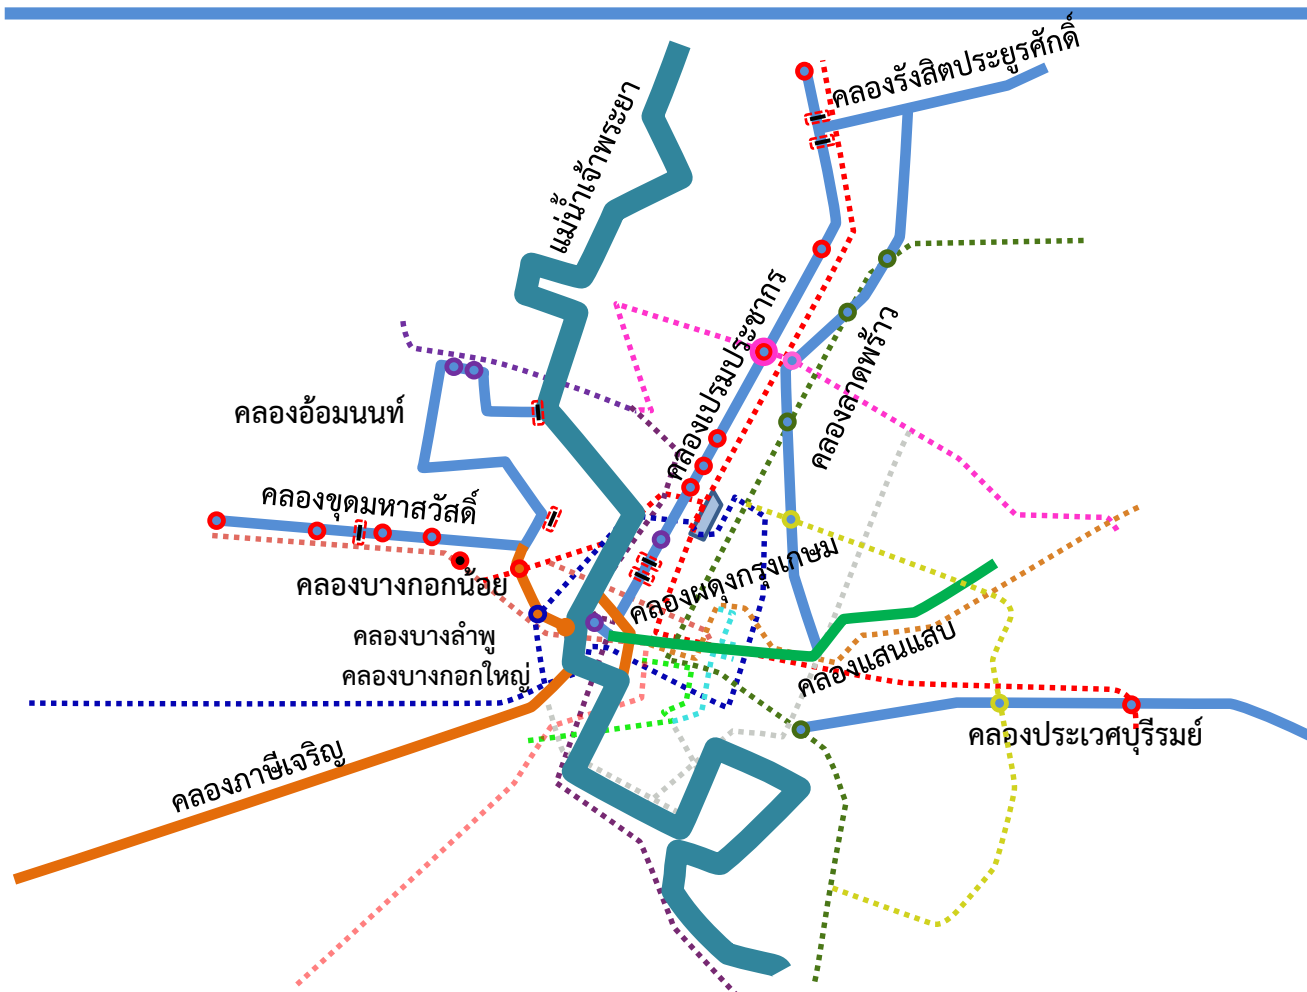 คลองรังสิตประยูรศักดิ์
แม่น้ำเจ้าพระยา
คลองเปรมประชากร
คลองลาดพร้าว
คลองอ้อมนนท์
คลองขุดมหาสวัสดิ์
คลองผดุงกรุงเกษม
คลองบางกอกน้อย
คลองบางลำพู
คลองบางกอกใหญ่
คลองแสนแสบ
คลองประเวศบุรีรมย์
คลองภาษีเจริญ